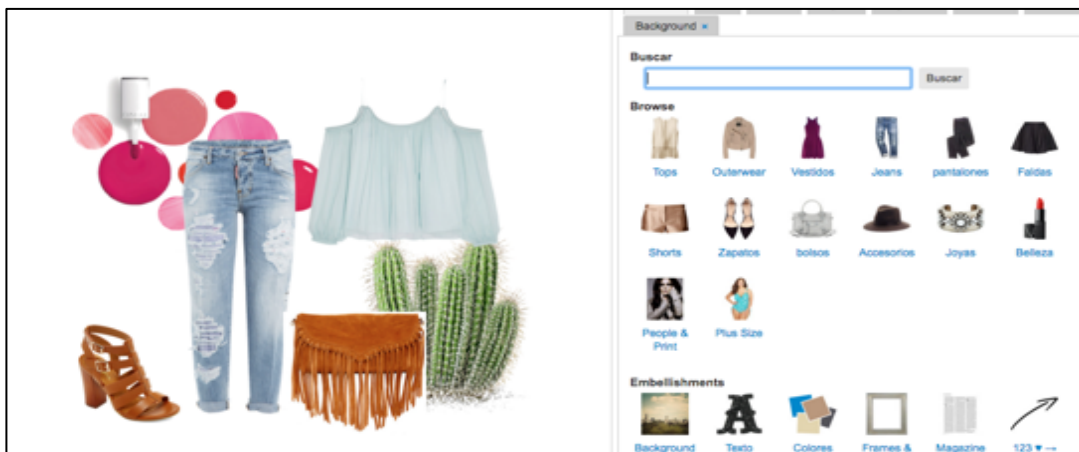 Background ×
Buscar
Buscar
Browse
Tops Outerwear Vestidos Jeans pantalones Faldas
Shorts Zapatos bolsos Accesorios Joyas Belleza
People & Plus Size
Print
Embellishments
A
Background Texto Colores Frames & Magazine 123 ▼ →